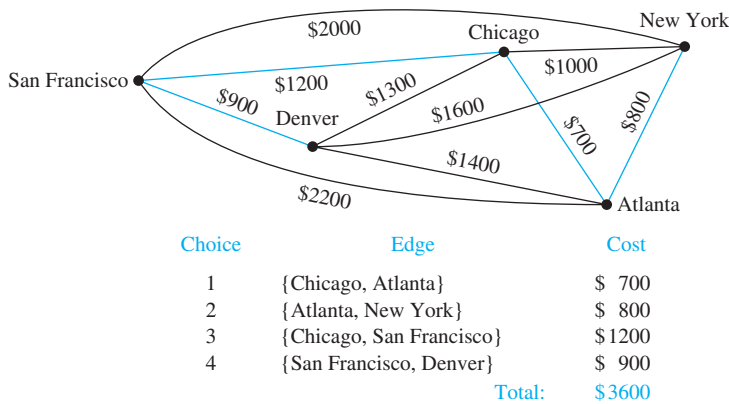 New York
$2000
Chicago
San Francisco
$1200
$1000
$900
$1300
$1600
Denver
$700
$800
$1400
$2200
Atlanta
Choice Edge Cost
1 {Chicago, Atlanta} $ 700
2 {Atlanta, New York} $ 800
3 {Chicago, San Francisco} $1200
4 {San Francisco, Denver} $ 900
Total: $3600